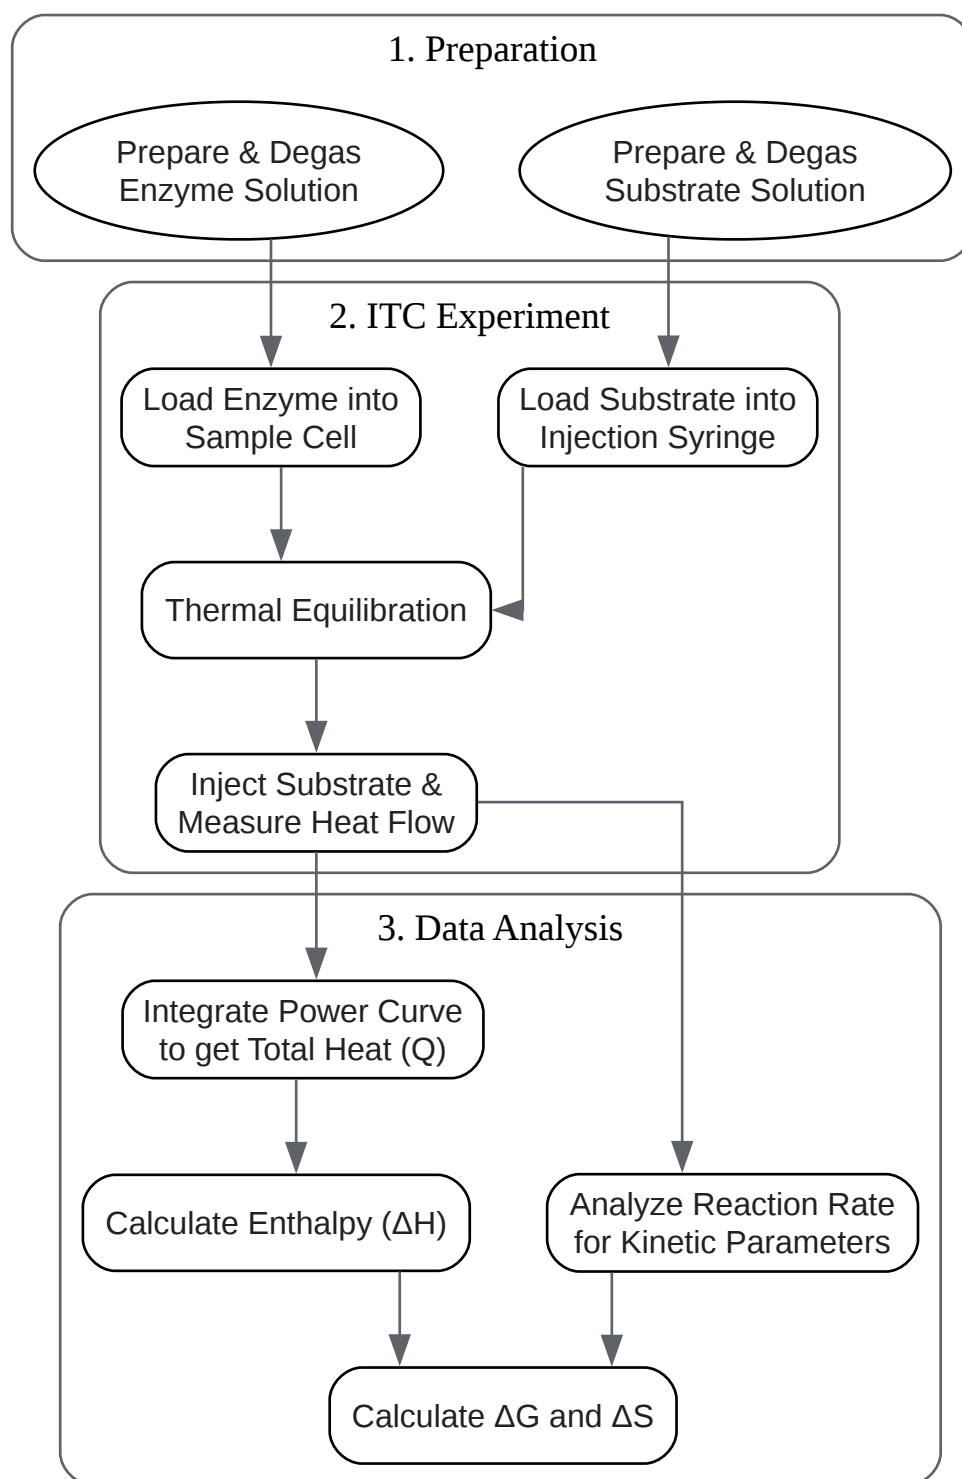 1. Preparation
Prepare & Degas
Enzyme Solution
Prepare & Degas
Substrate Solution
2. ITC Experiment
Load Enzyme into
Sample Cell
Load Substrate into
Injection Syringe
Thermal Equilibration
Inject Substrate &
Measure Heat Flow
3. Data Analysis
Integrate Power Curve
to get Total Heat (Q)
Calculate Enthalpy (ΔH)
Analyze Reaction Rate
for Kinetic Parameters
Calculate ΔG and ΔS